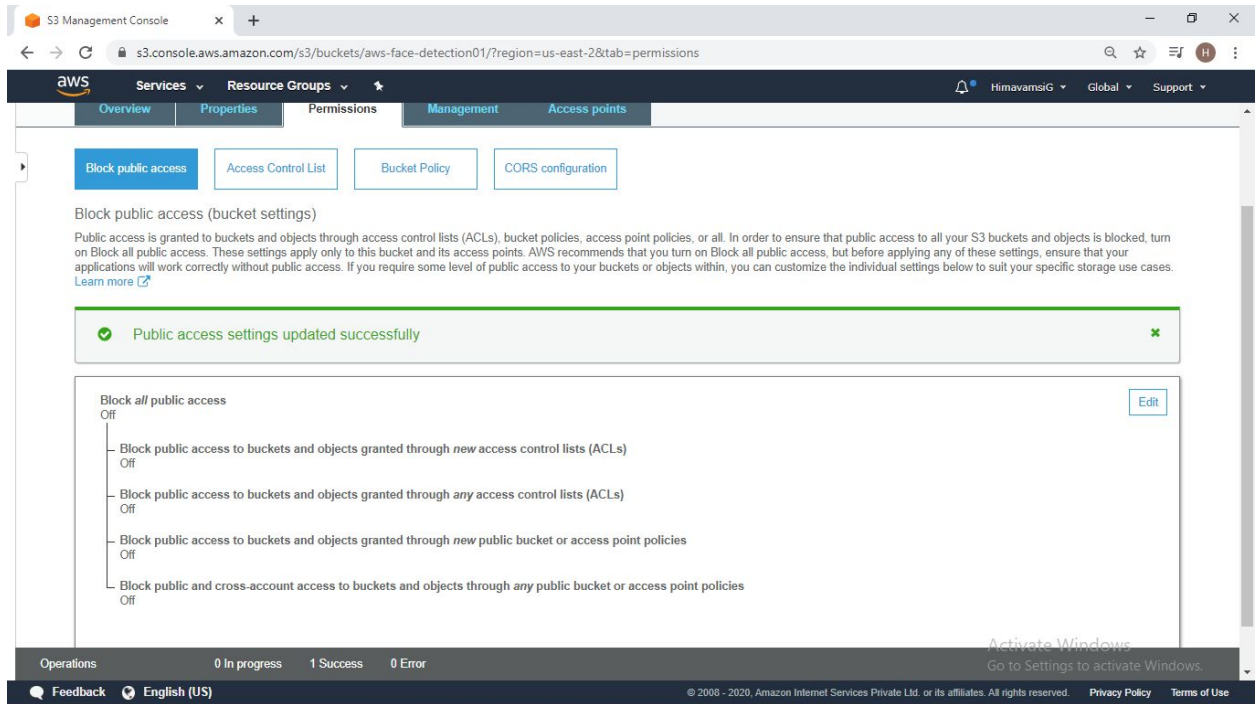 S3 Management Console
s3.console.aws.amazon.com/s3/buckets/aws-face-detection01/?region=us-east-2&tab=permissions
H
aws Services Resource Groups HimavamsiG Global Support
Overview Properties Permissions Management Access points
Block public access Access Control List Bucket Policy CORS configuration
Block public access (bucket settings)
Public access is granted to buckets and objects through access control lists (ACLs), bucket policies, access point policies, or all. In order to ensure that public access to all your S3 buckets and objects is blocked, turn
on Block all public access. These settings apply only to this bucket and its access points. AWS recommends that you turn on Block all public access, but before applying any of these settings, ensure that your
applications will work correctly without public access. If you require some level of public access to your buckets or objects within, you can customize the individual settings below to suit your specific storage use cases.
Learn more
Public access settings updated successfully
Block all public access
Off
Edit
Block public access to buckets and objects granted through new access control lists (ACLs)
Off
Block public access to buckets and objects granted through any access control lists (ACLs)
Off
Block public access to buckets and objects granted through new public bucket or access point policies
Off
Block public and cross-account access to buckets and objects through any public bucket or access point policies
Off
Activate Windows
Go to Settings to activate Windows.
Operations 0 In progress 1 Success 0 Error
Feedback English (US) © 2008 - 2020, Amazon Internet Services Private Ltd. or its affiliates. All rights reserved. Privacy Policy Terms of Use